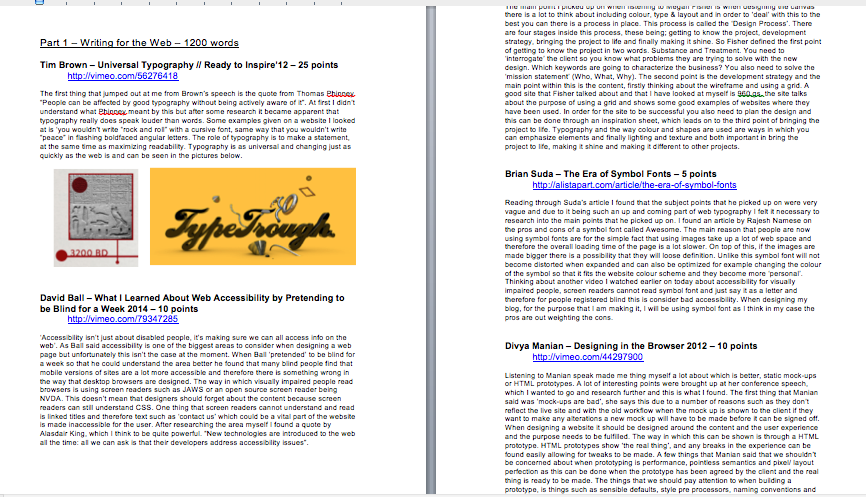 Part 1 – Writing for the Web – 1200 words
Tim Brown – Universal Typography // Ready to Inspire'12 – 25 points
http://vimeo.com/56276418
The first thing that jumped out at me from Brown's speech is the quote from Thomas Phinney,
"People can be affected by good typography without being actively aware of it". At first I didn't
understand what Phinney meant by this but after some research it became apparent that
typography really does speak louder than words. Some examples given on a website I looked
at is 'you wouldn't write "rock and roll" with a cursive font, same way that you wouldn't write
"peace" in flashing boldfaced angular letters. The role of typography is to make a statement,
at the same time as maximizing readability. Typography is universal and changing just as
quickly as the web is and can be seen in the pictures below.
3200 BD
TypeTrough.
David Ball – What I Learned About Web Accessibility by Pretending to
be Blind for a Week 2014 – 10 points
http://vimeo.com/79347285
'Accessibility isn't just about disabled people, it's making sure we can all access info on the
web'. As Ball said accessibility is one of the biggest areas to consider when designing a web
page but unfortunately this isn't the case at the moment. When Ball 'pretended' to be blind for
a week so that he could understand the area better he found that many blind people find that
mobile versions of sites are a lot more accessible and therefore there is something wrong in
the way that desktop browsers are designed. The way in which visually impaired people read
browsers is using screen readers such as JAWS or an open source screen reader being
NVDA. This doesn't mean that designers should forget about the content because screen
readers can still understand CSS. One thing that screen readers cannot understand and read
is linked titles and therefore text such as 'contact us' which could be a vital part of the website
is made inaccessible for the user. After researching the area myself I found a quote by
Alasdair King, which I think to be quite powerful. "New technologies are introduced to the web
all the time: all we can ask is that their developers address accessibility issues".
The main point I picked up on when listening to Megan Fisher is when designing the canvas
there is a lot to think about including colour, type & layout and in order to 'deal' with this to the
best you can there is a process in place. This process is called the 'Design Process'. There
are four stages inside this process, these being; getting to know the project, development
strategy, bringing the project to life and finally making it shine. So Fisher defined the first point
of getting to know the project in two words. Substance and Treatment. You need to
'interrogate' the client so you know what problems they are trying to solve with the new
design. Which keywords are going to characterize the business? You also need to solve the
'mission statement' (Who, What, Why). The second point is the development strategy and the
main point within this is the content, firstly thinking about the wireframe and using a grid. A
good site that Fisher talked about and that I have looked at myself is 960.gs, the site talks
about the purpose of using a grid and shows some good examples of websites where they
have been used. In order for the site to be successful you also need to plan the design and
this can be done through an inspiration sheet, which leads on to the third point of bringing the
project to life. Typography and the way colour and shapes are used are ways in which you
can emphasize elements and finally lighting and texture and both important in bring the
project to life, making it shine and making it different to other projects.
Brian Suda – The Era of Symbol Fonts – 5 points
http://alistapart.com/article/the-era-of-symbol-fonts
Reading through Suda's article I found that the subject points that he picked up on were very
vague and due to it being such an up and coming part of web typography I felt it necessary to
research into the main points that he picked up on. I found an article by Rajesh Namese on
the pros and cons of a symbol font called Awesome. The main reason that people are now
using symbol fonts are for the simple fact that using images take up a lot of web space and
therefore the overall loading time of the page is a lot slower. On top of this, if the images are
made bigger there is a possibility that they will loose definition. Unlike this symbol font will not
become distorted when expanded and can also be optimized for example changing the colour
of the symbol so that it fits the website colour scheme and they become more 'personal'.
Thinking about another video I watched earlier on today about accessibility for visually
impaired people, screen readers cannot read symbol font and just say it as a letter and
therefore for people registered blind this is consider bad accessibility. When designing my
blog, for the purpose that I am making it, I will be using symbol font as I think in my case the
pros are out weighting the cons.
Divya Manian – Designing in the Browser 2012 – 10 points
http://vimeo.com/44297900
Listening to Manian speak made me thing myself a lot about which is better, static mock-ups
or HTML prototypes. A lot of interesting points were brought up at her conference speech,
which I wanted to go and research further and this is what I found. The first thing that Manian
said was 'mock-ups are bad', she says this due to a number of reasons such as they don't
reflect the live site and with the old workflow when the mock up is shown to the client if they
want to make any alterations a new mock up will have to be made before it can be signed off.
When designing a website it should be designed around the content and the user experience
and the purpose needs to be fulfilled. The way in which this can be shown is through a HTML
prototype. HTML prototypes show 'the real thing', and any breaks in the experience can be
found easily allowing for tweaks to be made. A few things that Manian said that we shouldn't
be concerned about when prototyping is performance, pointless semantics and pixel/ layout
perfection as this can be done when the prototype has been agreed by the client and the real
thing is ready to be made. The things that we should pay attention to when building a
prototype, is things such as sensible defaults, style pre processors, naming conventions and